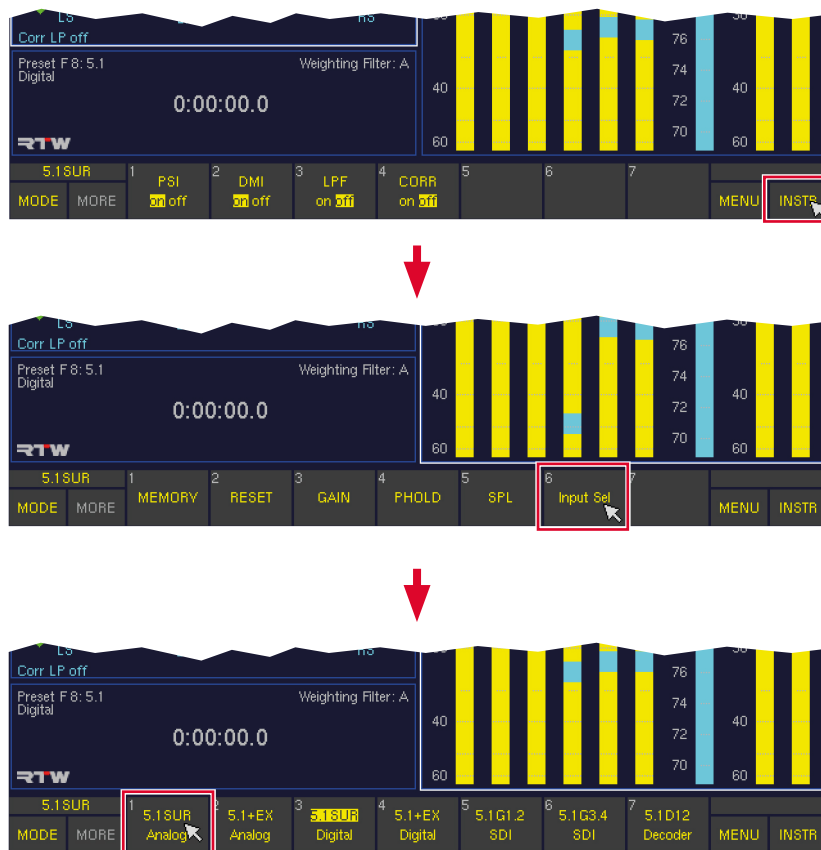 LS RS 50 50
Corr LP off
76
Preset F 8: 5.1 Weighting Filter: A
Digital
74
40 40
0:00:00.0
72
70
RTW
60 60
5.1SUR 1 2 3 4 5 6 7
PSI DMI LPF CORR
MODE MORE on off on off on off on off MENU INSTR
LS RS
Corr LP off
76
Preset F 8: 5.1 Weighting Filter: A
Digital
74
40 40
0:00:00.0
72
70
RTW
60 60
5.1SUR 1 2 3 4 5 6 7
MODE MORE MEMORY RESET GAIN PHOLD SPL Input Sel MENU INSTR
LS RS
Corr LP off
76
Preset F 8: 5.1 Weighting Filter: A
Digital
74
40 40
0:00:00.0
72
70
RTW
60 60
5.1SUR 1 2 3 4 5 6 7
5.1SUR 5.1+EX 5.1SUR 5.1+EX 5.1G1.2 5.1G3.4 5.1D12
MODE MORE Analog Analog Digital Digital SDI SDI Decoder MENU INSTR